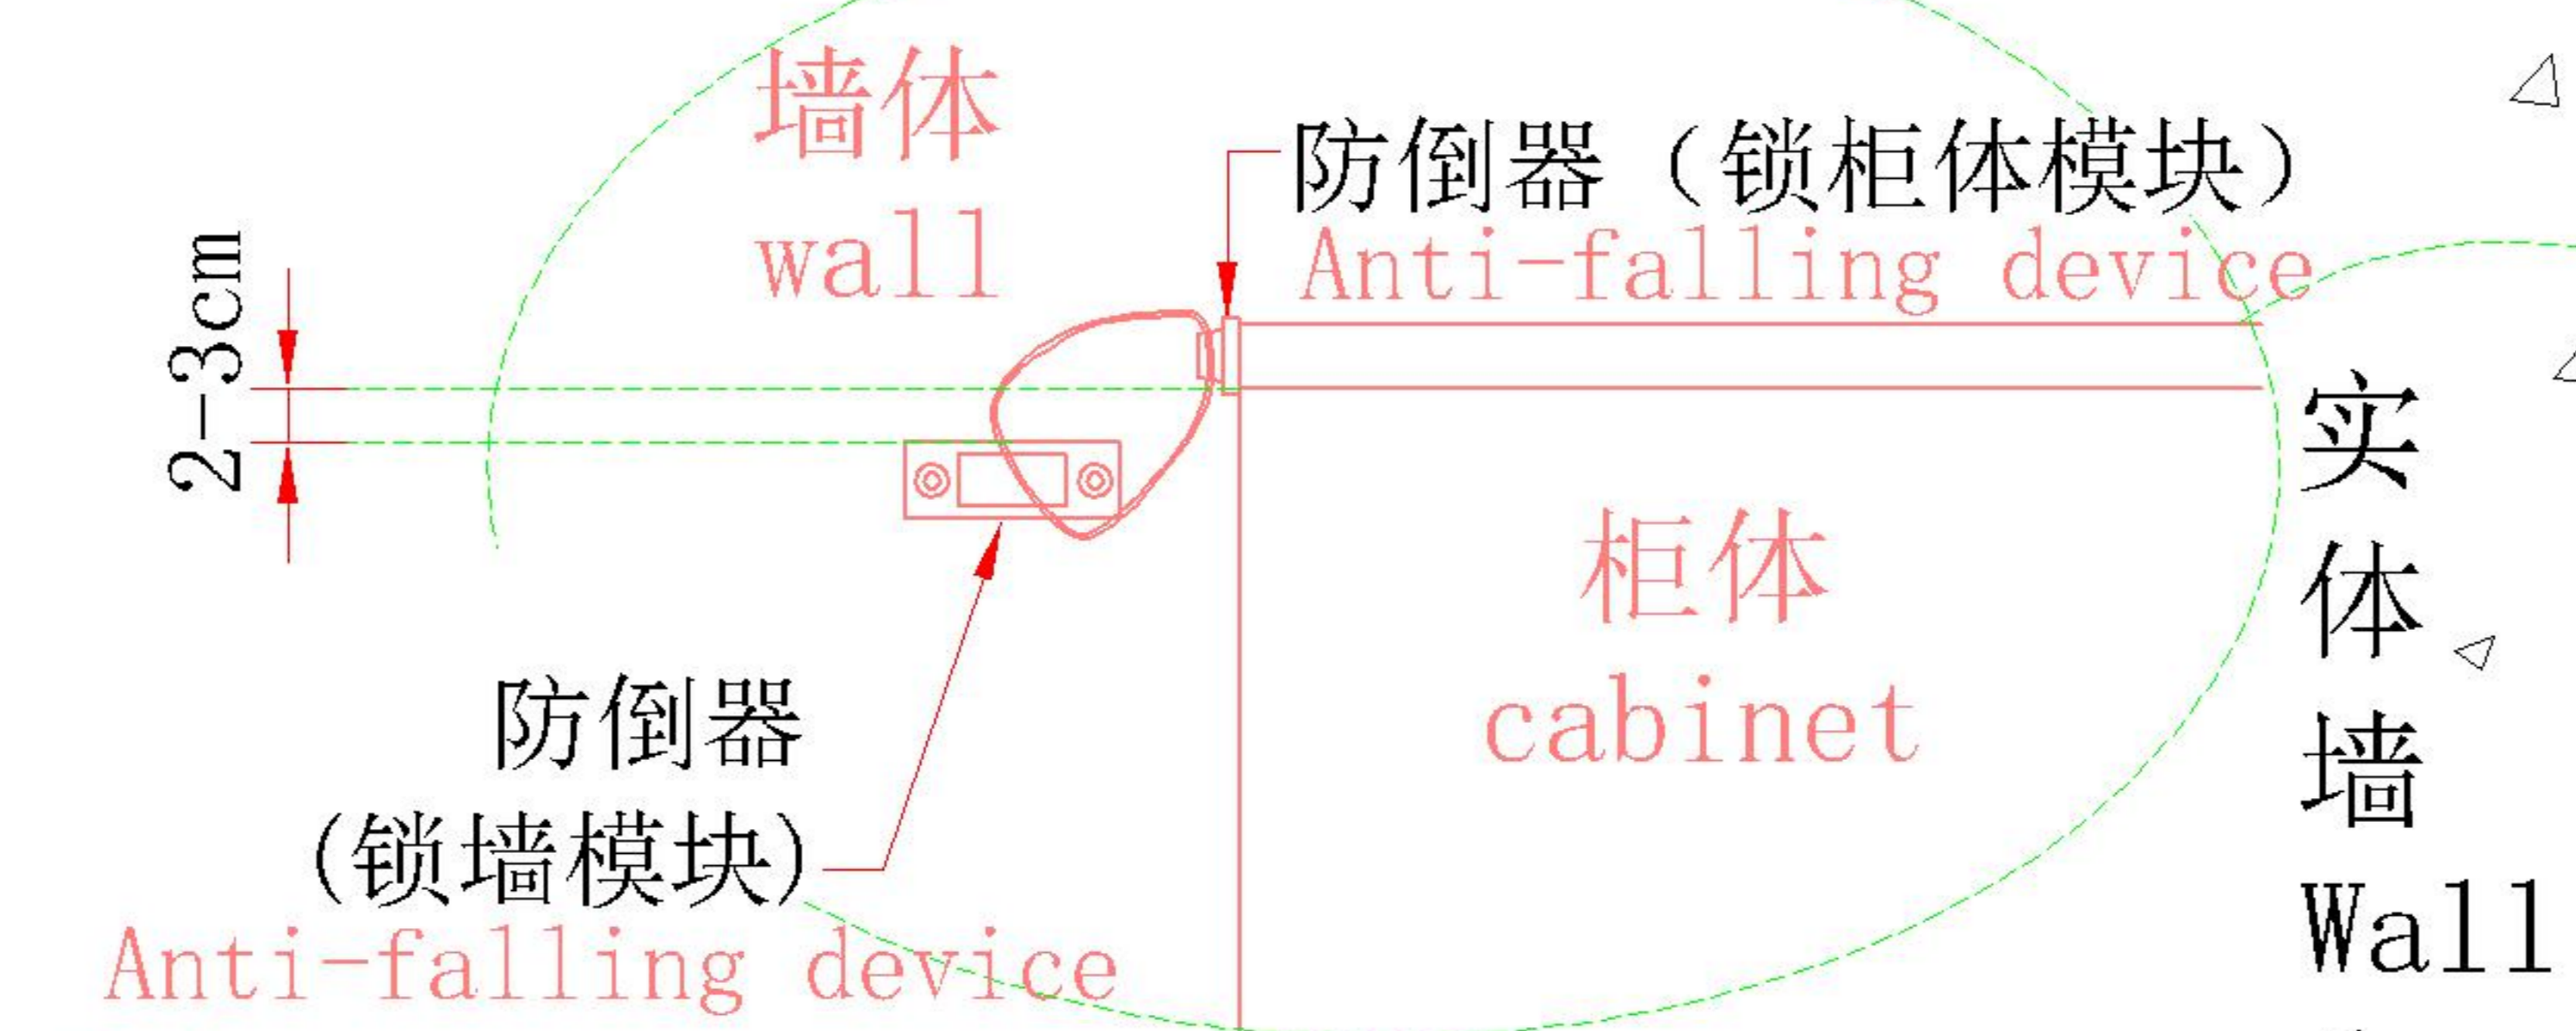 墙体
wall
防倒器（锁柜体模块）
Anti-falling device
2-3cm
柜体
cabinet
防倒器
(锁墙模块)
Anti-falling device
实
体
墙
Wall